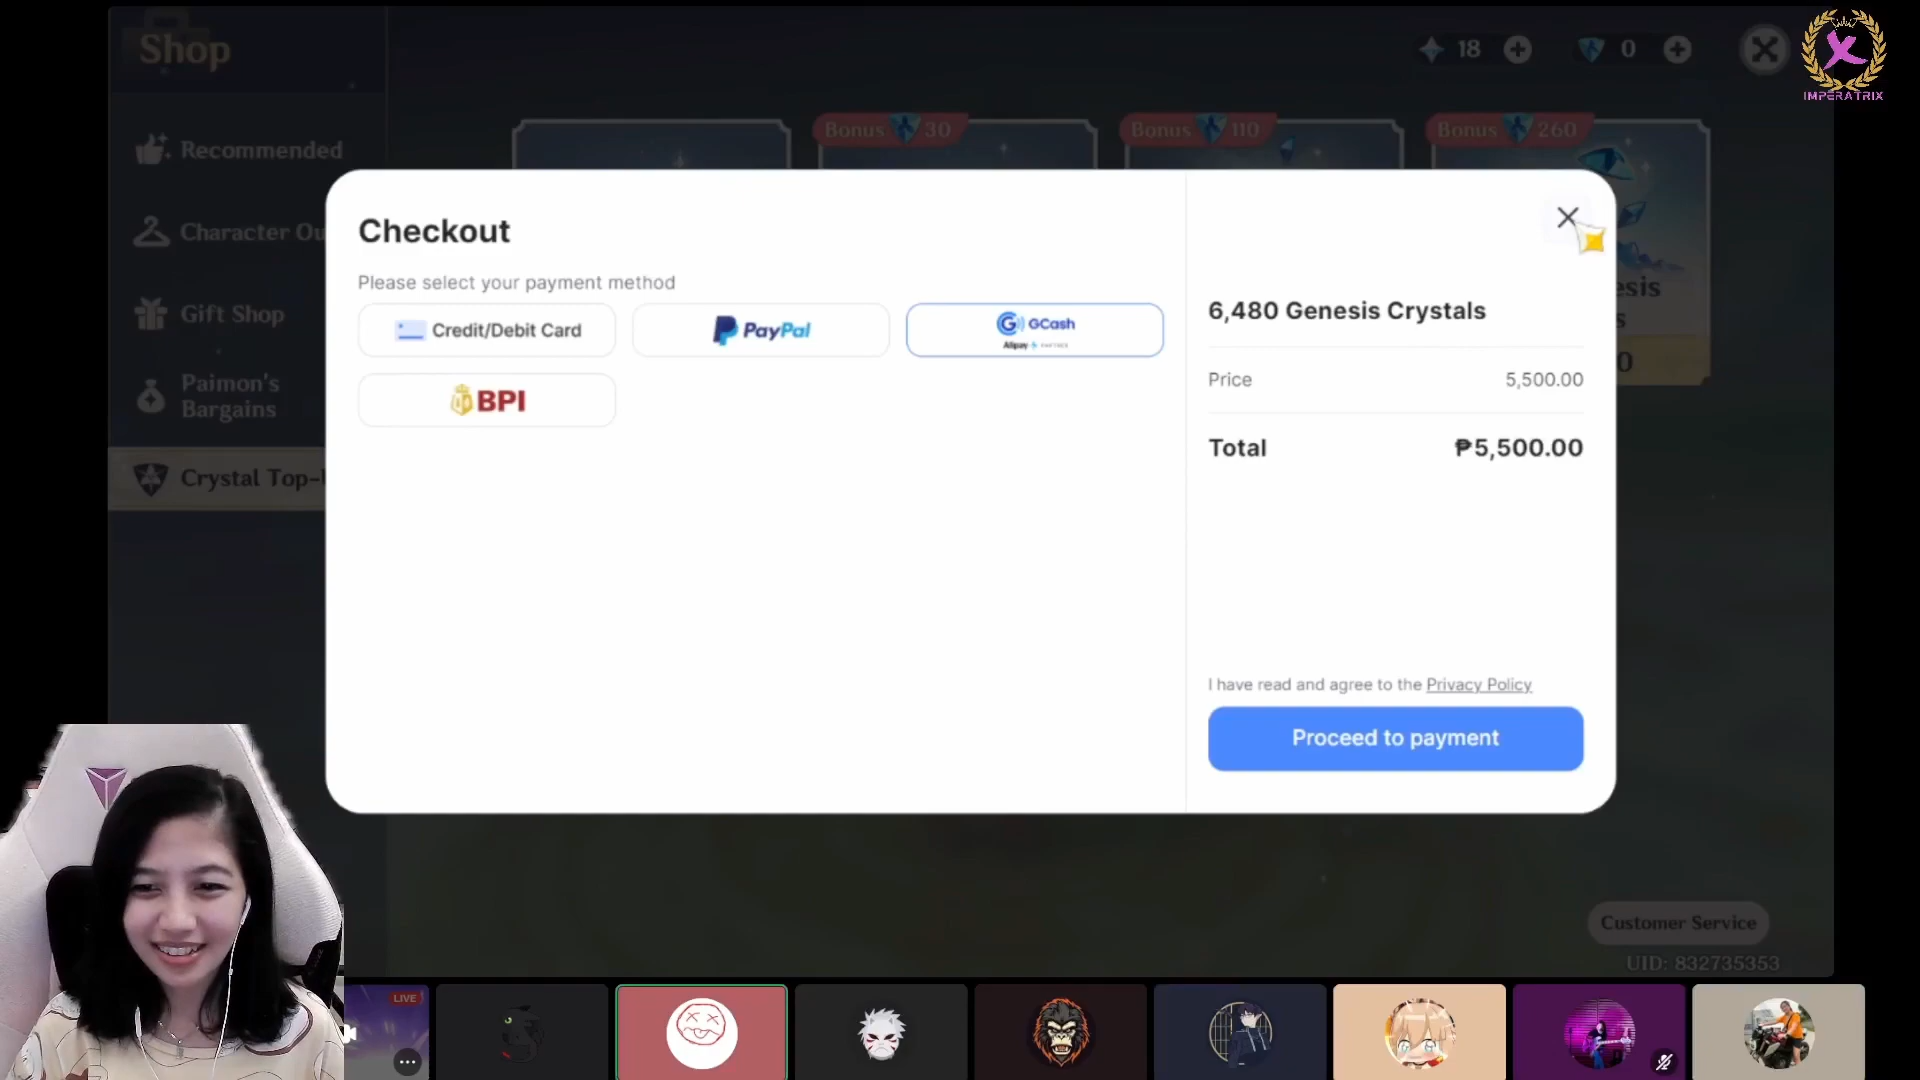 Shop
18
0
IMPERATRIX
Bonus 30
Bonus 110
Bonus 260
Recommended
Character Ou
Gift Shop
Paimon's
Bargains
Crystal Top-
Checkout
Please select your payment method
Credit/Debit Card
PayPal
GCash
Alipay
BPI
6,480 Genesis Crystals
Price 5,500.00
Total ₱5,500.00
I have read and agree to the Privacy Policy
Proceed to payment
esis
s
0
Customer Service
UID: 832735353
LIVE